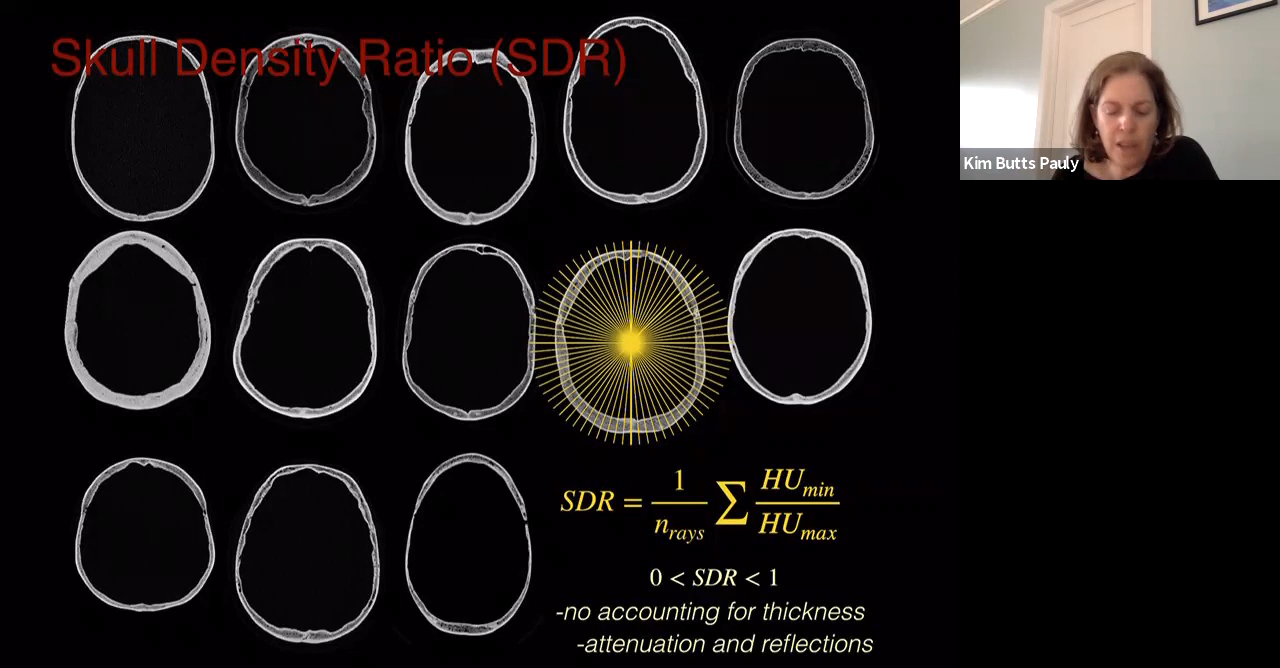 Skull Density Ratio (SDR)
Kim Butts Pauly
SDR = 1/n_rays ∑ HU_min/HU_max
0 < SDR < 1
-no accounting for thickness
-attenuation and reflections